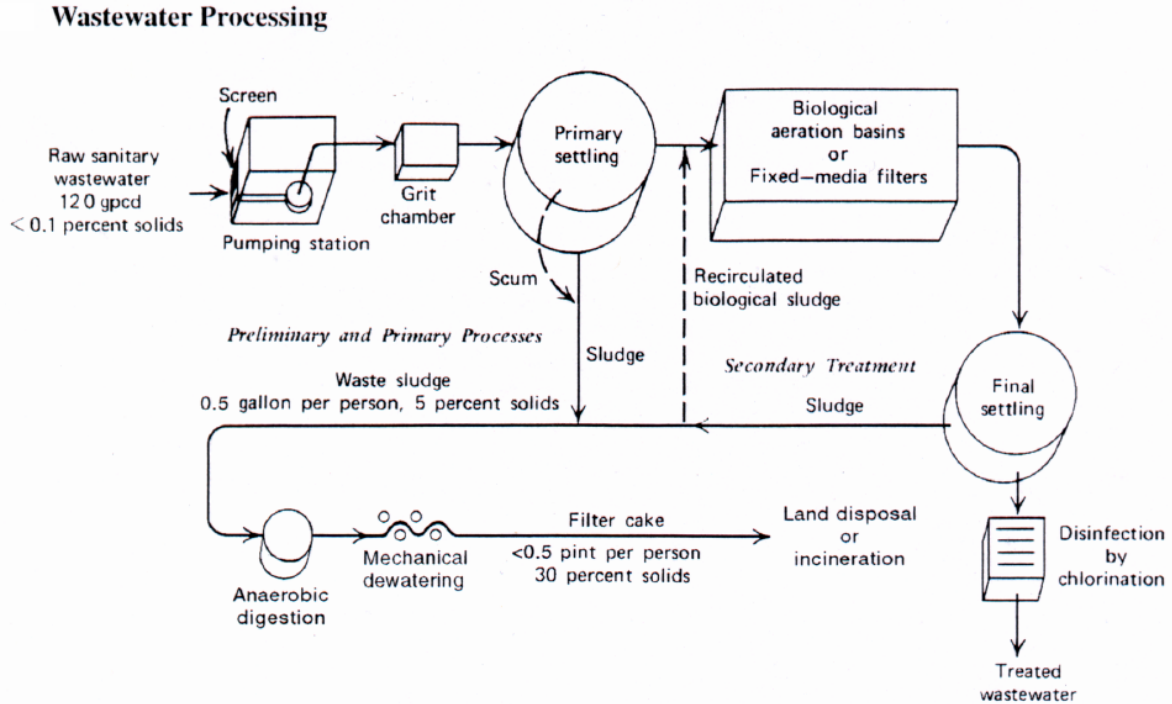 Wastewater Processing
Screen
Raw sanitary
wastewater
120 gpcd
< 0.1 percent solids
Pumping station
Grit
chamber
Primary
settling
Biological
aeration basins
or
Fixed—media filters
Scum
Recirculated
biological sludge
Preliminary and Primary Processes
Sludge
Secondary Treatment
Waste sludge
0.5 gallon per person, 5 percent solids
Sludge
Final
settling
Anaerobic
digestion
Mechanical
dewatering
Filter cake
<0.5 pint per person
30 percent solids
Land disposal
or
incineration
Disinfection
by
chlorination
Treated
wastewater